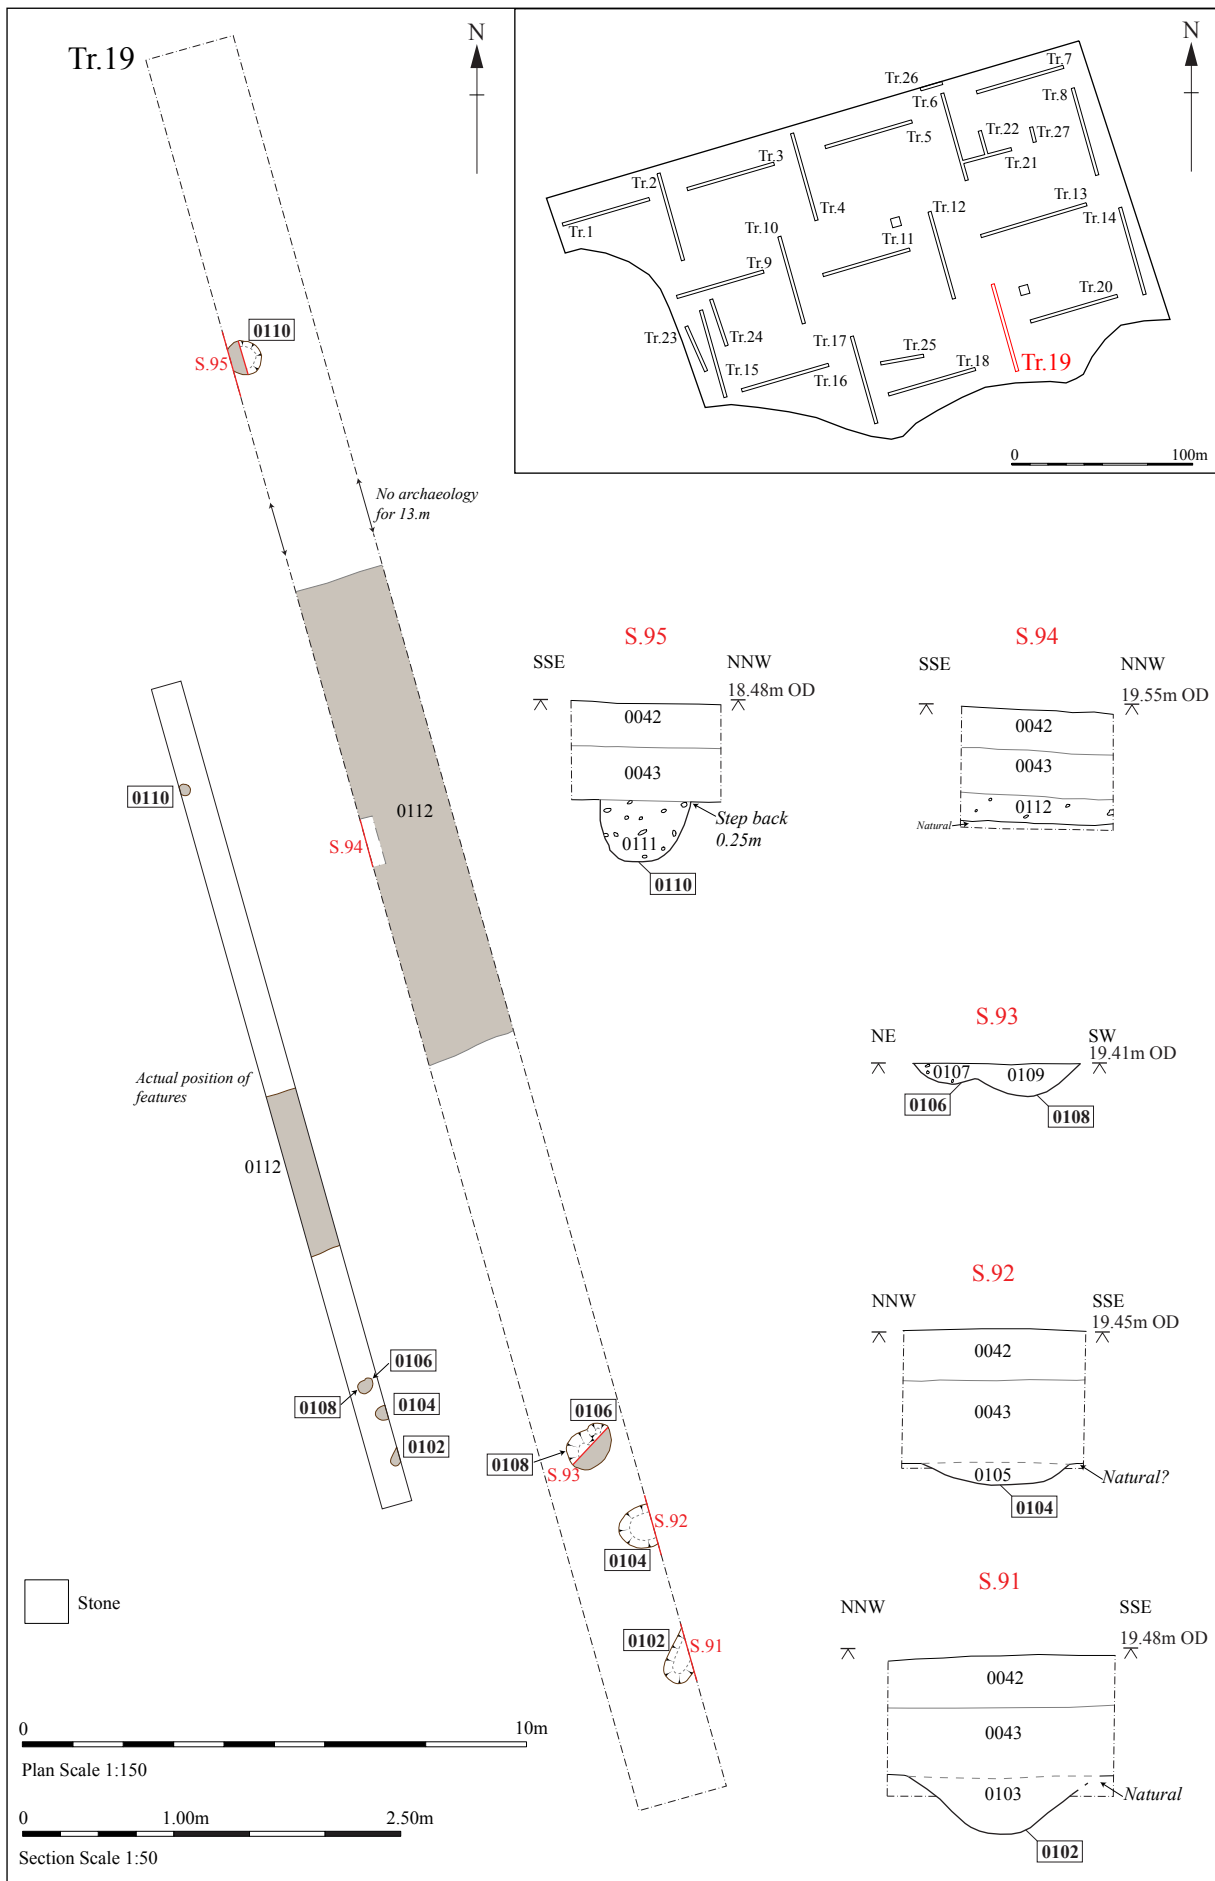 Tr.19
N
N
Tr.26
Tr.7
Tr.6
Tr.8
Tr.5
Tr.22
Tr.27
Tr.3
Tr.21
Tr.2
Tr.4
Tr.13
Tr.1
Tr.12
Tr.14
Tr.10
Tr.11
Tr.9
Tr.20
Tr.23
Tr.24
Tr.17
Tr.25
Tr.18
Tr.15
Tr.16
Tr.19
0 100m
0110
S.95
No archaeology
for 13.m
0112
S.94
0106
0108
S.93
S.92
0104
0102
S.91
0110
Actual position of
features
0112
0106
0108
0104
0102
S.95
SSE NNW
18.48m OD
0042
0043
Step back
0.25m
0111
0110
S.94
SSE NNW
19.55m OD
0042
0043
0112
Natural
S.93
NE SW
19.41m OD
0107 0109
0106
0108
S.92
NNW SSE
19.45m OD
0042
0043
0105
Natural?
0104
S.91
NNW SSE
19.48m OD
0042
0043
0103
Natural
0102
Stone
0 10m
Plan Scale 1:150
0 1.00m 2.50m
Section Scale 1:50